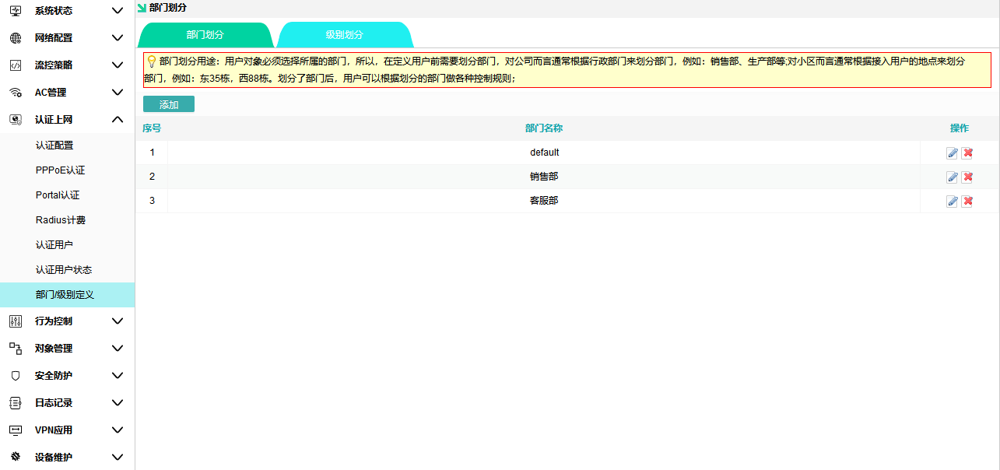 系统状态
网络配置
流控策略
AC管理
认证上网
认证配置
PPPoE认证
Portal认证
Radius计费
认证用户
认证用户状态
部门/级别定义
行为控制
对象管理
安全防护
日志记录
VPN应用
设备维护
部门划分
部门划分 级别划分
部门划分用途：用户对象必须选择所属的部门，所以，在定义用户前需要划分部门，对公司而言通常根据行政部门来划分部门，例如：销售部、生产部等;对小区而言通常根据接入用户的地点来划分
部门，例如：东35栋，西88栋。划分了部门后，用户可以根据划分的部门做各种控制规则；
添加
序号 部门名称 操作
1 default
2 销售部
3 客服部